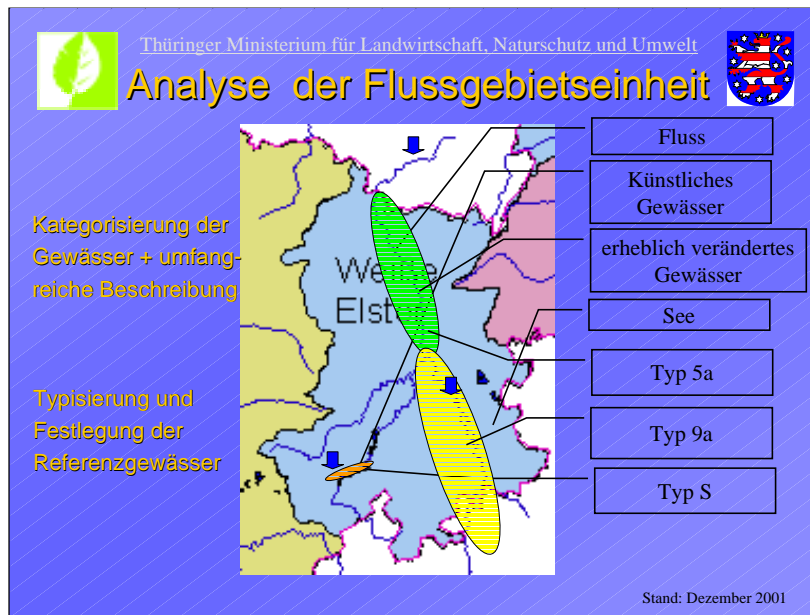 Thüringer Ministerium für Landwirtschaft, Naturschutz und Umwelt
Analyse der Flussgebietseinheit
Kategorisierung der
Gewässer + umfang-
reiche Beschreibung
Typisierung und
Festlegung der
Referenzgewässer
Fluss
Künstliches
Gewässer
erheblich verändertes
Gewässer
See
Typ 5a
Typ 9a
Typ S
Stand: Dezember 2001